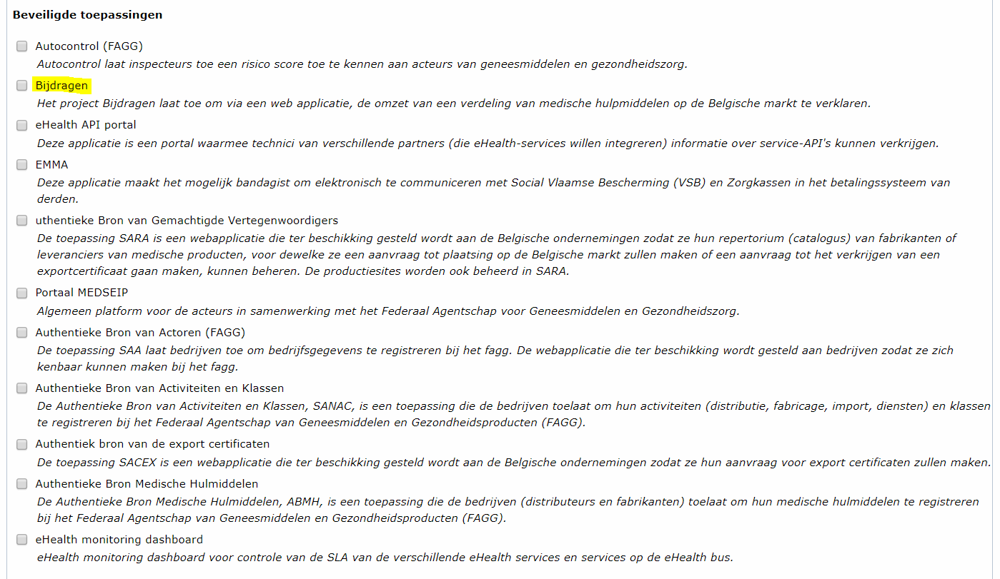 Beveiligde toepassingen
Autocontrol (FAGG)
Autocontrol laat inspecteurs toe een risico score toe te kennen aan acteurs van geneesmiddelen en gezondheidszorg.
Bijdragen
Het project Bijdragen laat toe om via een web applicatie, de omzet van een verdeling van medische hulpmiddelen op de Belgische markt te verklaren.
eHealth API portal
Deze applicatie is een portal waarmee technici van verschillende partners (die eHealth-services willen integreren) informatie over service-API's kunnen verkrijgen.
EMMA
Deze applicatie maakt het mogelijk bandagist om elektronisch te communiceren met Social Vlaamse Bescherming (VSB) en Zorgkassen in het betalingssysteem van
derden.
uthentieke Bron van Gemachtigde Vertegenwoordigers
De toepassing SARA is een webapplicatie die ter beschikking gesteld wordt aan de Belgische ondernemingen zodat ze hun repertorium (catalogus) van fabrikanten of
leveranciers van medische producten, voor dewelke ze een aanvraag tot plaatsing op de Belgische markt zullen maken of een aanvraag tot het verkrijgen van een
exportcertificaat gaan maken, kunnen beheren. De productiesites worden ook beheerd in SARA.
Portaal MEDSEIP
Algemeen platform voor de acteurs in samenwerking met het Federaal Agentschap voor Geneesmiddelen en Gezondheidszorg.
Authentieke Bron van Actoren (FAGG)
De toepassing SAA laat bedrijven toe om bedrijfsgegevens te registreren bij het fagg. De webapplicatie die ter beschikking wordt gesteld aan bedrijven zodat ze zich
kenbaar kunnen maken bij het fagg.
Authentieke Bron van Activiteiten en Klassen
De Authentieke Bron van Activiteiten en Klassen, SANAC, is een toepassing die de bedrijven toelaat om hun activiteiten (distributie, fabricage, import, diensten) en klassen
te registreren bij het Federaal Agentschap van Geneesmiddelen en Gezondheidsproducten (FAGG).
Authentiek bron van de export certificaten
De toepassing SACEX is een webapplicatie die ter beschikking gesteld wordt aan de Belgische ondernemingen zodat ze hun aanvraag voor export certificaten zullen maken.
Authentieke Bron Medische Hulmiddelen
De Authentieke Bron Medische Hulmiddelen, ABMH, is een toepassing die de bedrijven (distributeurs en fabrikanten) toelaat om hun medische hulmiddelen te registreren
bij het Federaal Agentschap van Geneesmiddelen en Gezondheidsproducten (FAGG).
eHealth monitoring dashboard
eHealth monitoring dashboard voor controle van de SLA van de verschillende eHealth services en services op de eHealth bus.